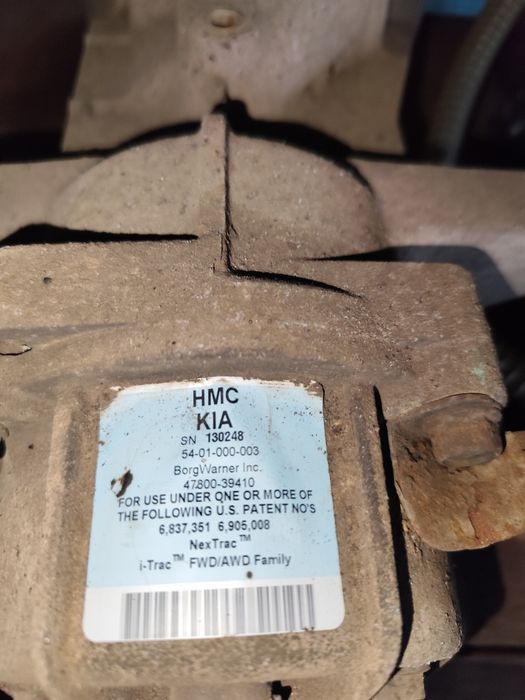 HMC
KIA
SN 130248
54-01-000-003
BorgWarner Inc.
47800-39410
FOR USE UNDER ONE OR MORE OF
THE FOLLOWING U.S. PATENT NO'S
6,837,351 6,905,008
NexTrac™
i-Trac™ FWD/AWD Family